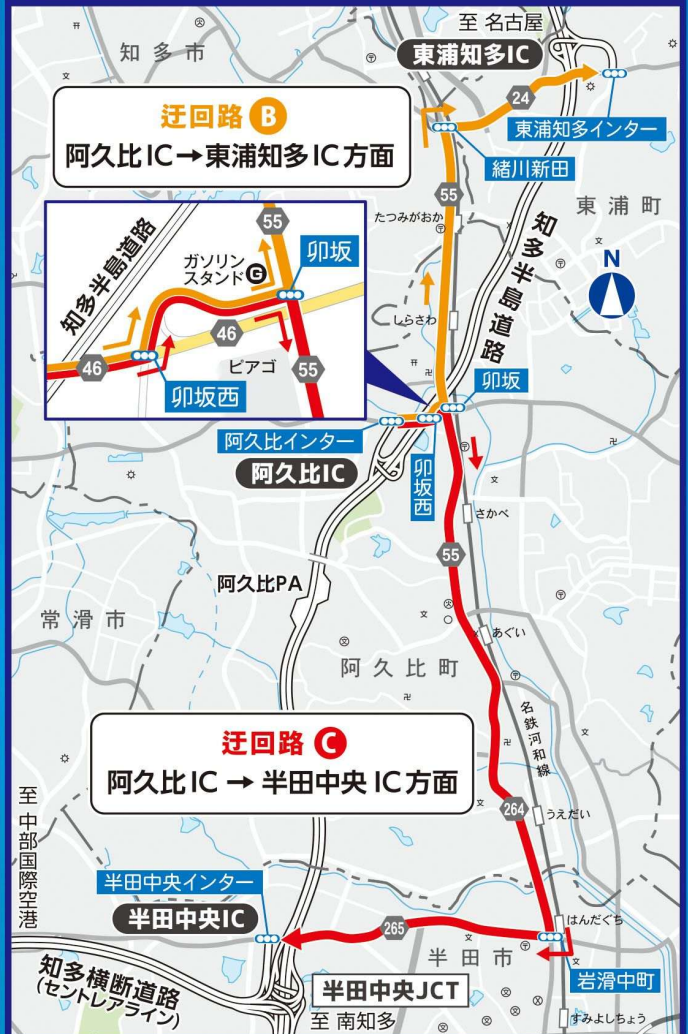 至 名古屋
知多市
東浦知多IC
24
迂回路 B
阿久比IC→東浦知多IC方面
東浦知多インター
緒川新田
55
東浦町
たつみがおか
知多半島道路
N
しらさわ
知多半島道路
ガソリン
スタンド G
55
卯坂
46
46
ピアゴ
55
卯坂西
卯坂
阿久比インター
阿久比IC
卯坂西
さかべ
55
阿久比PA
常滑市
あぐい
阿久比町
名鉄河和線
迂回路 C
阿久比IC → 半田中央IC方面
264
うえだい
至 中部国際空港
半田中央インター
半田中央IC
265
はんだぐち
半田市
岩滑中町
知多横断道路
(セントレアライン)
半田中央JCT
至 南知多
すみよしちょう